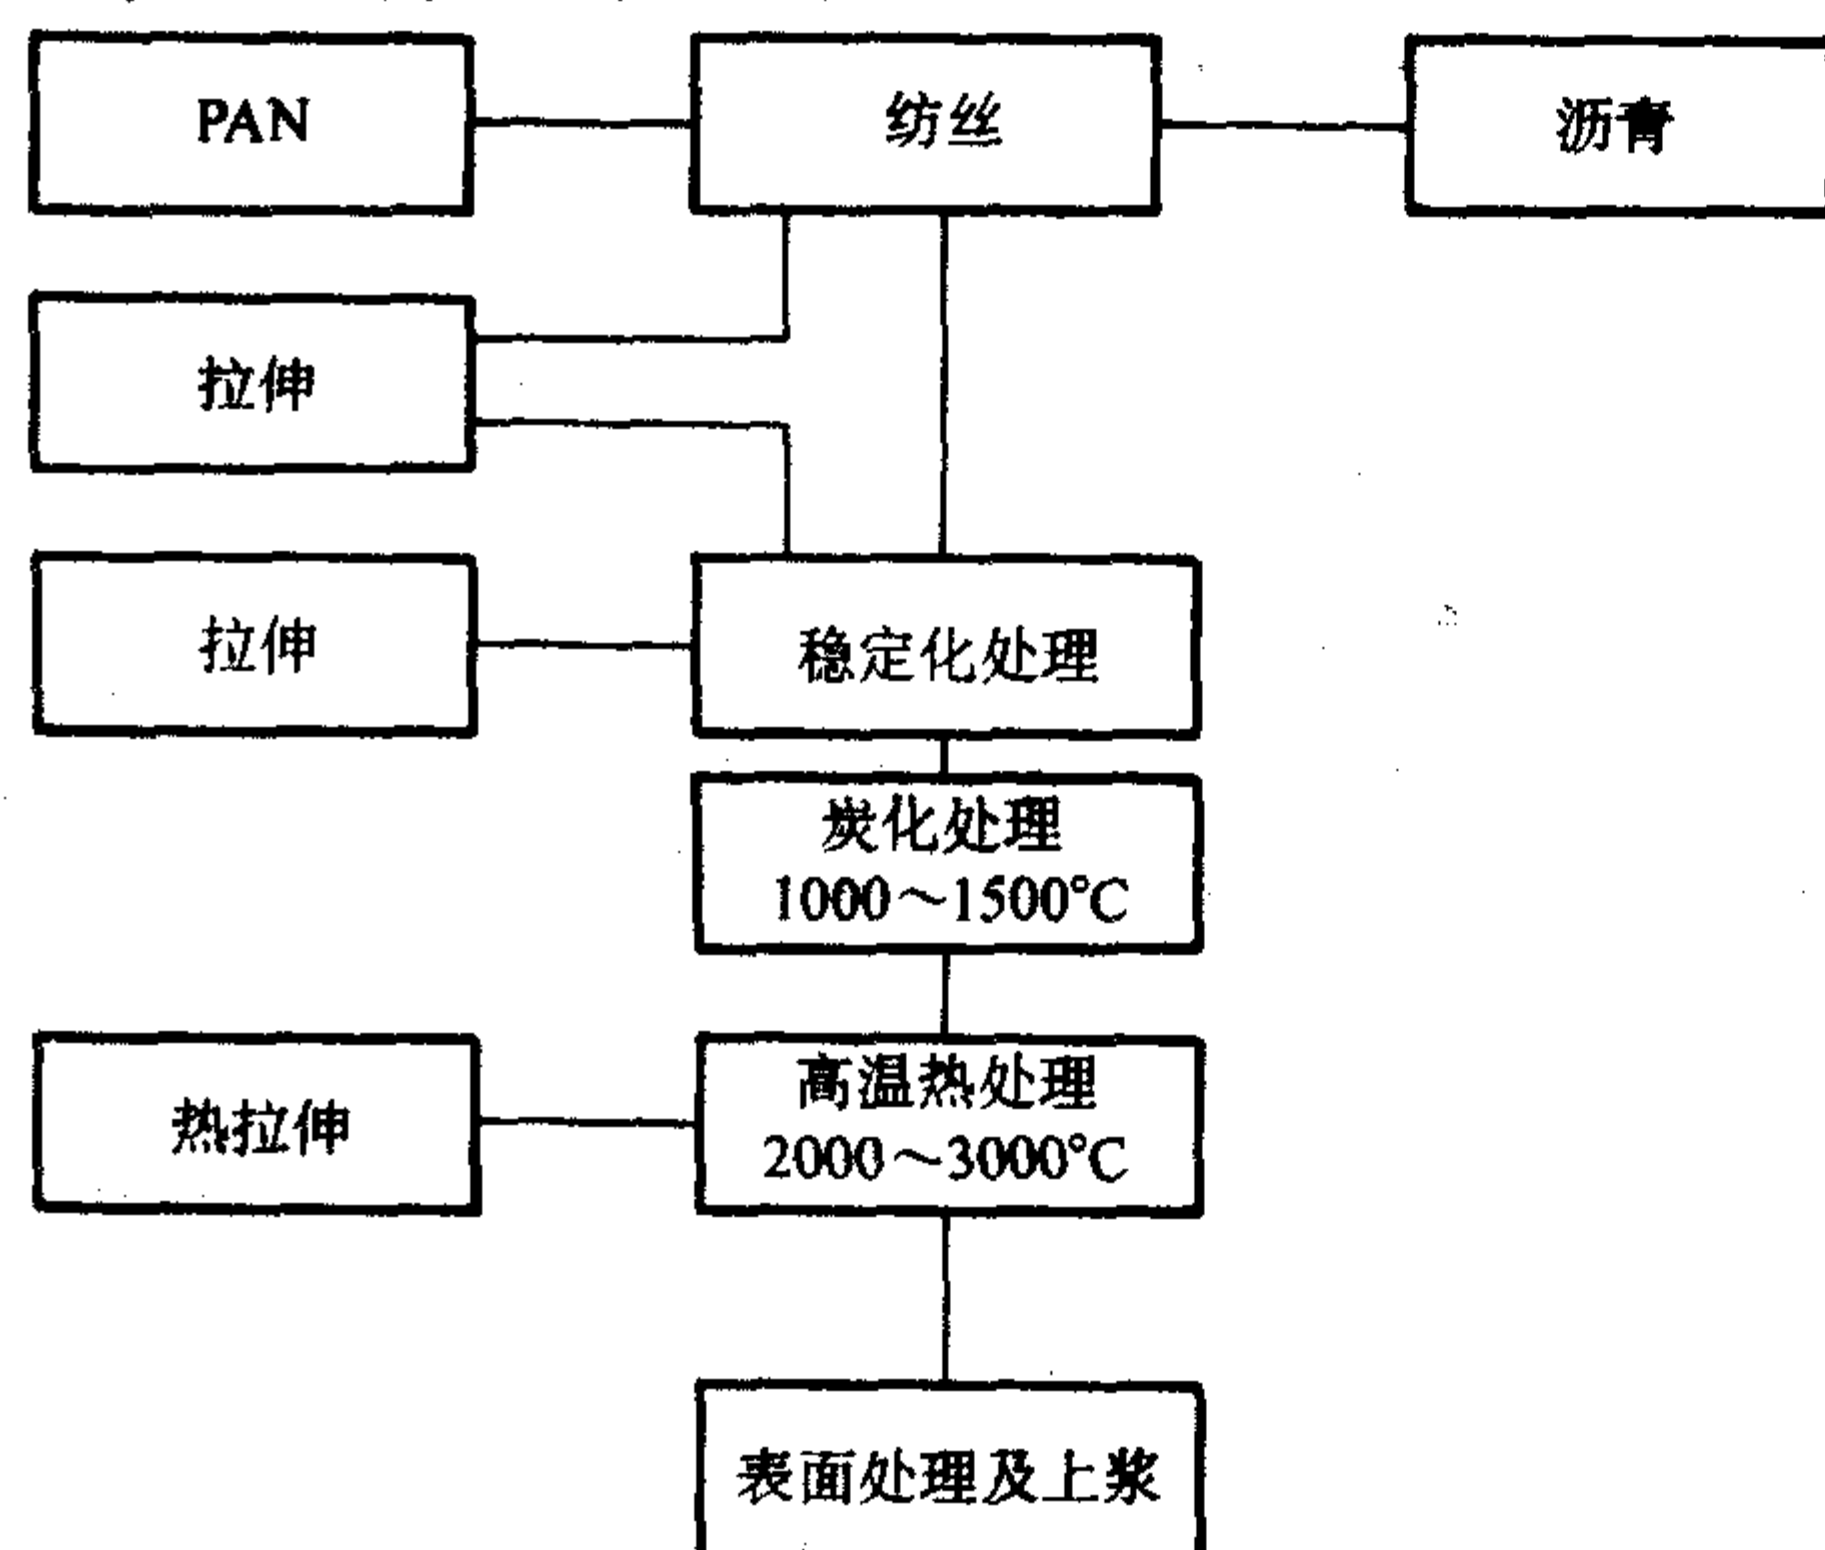 PAN
纺丝
沥青
拉伸
拉伸
稳定化处理
炭化处理
1000～1500℃
热拉伸
高温热处理
2000～3000℃
表面处理及上浆